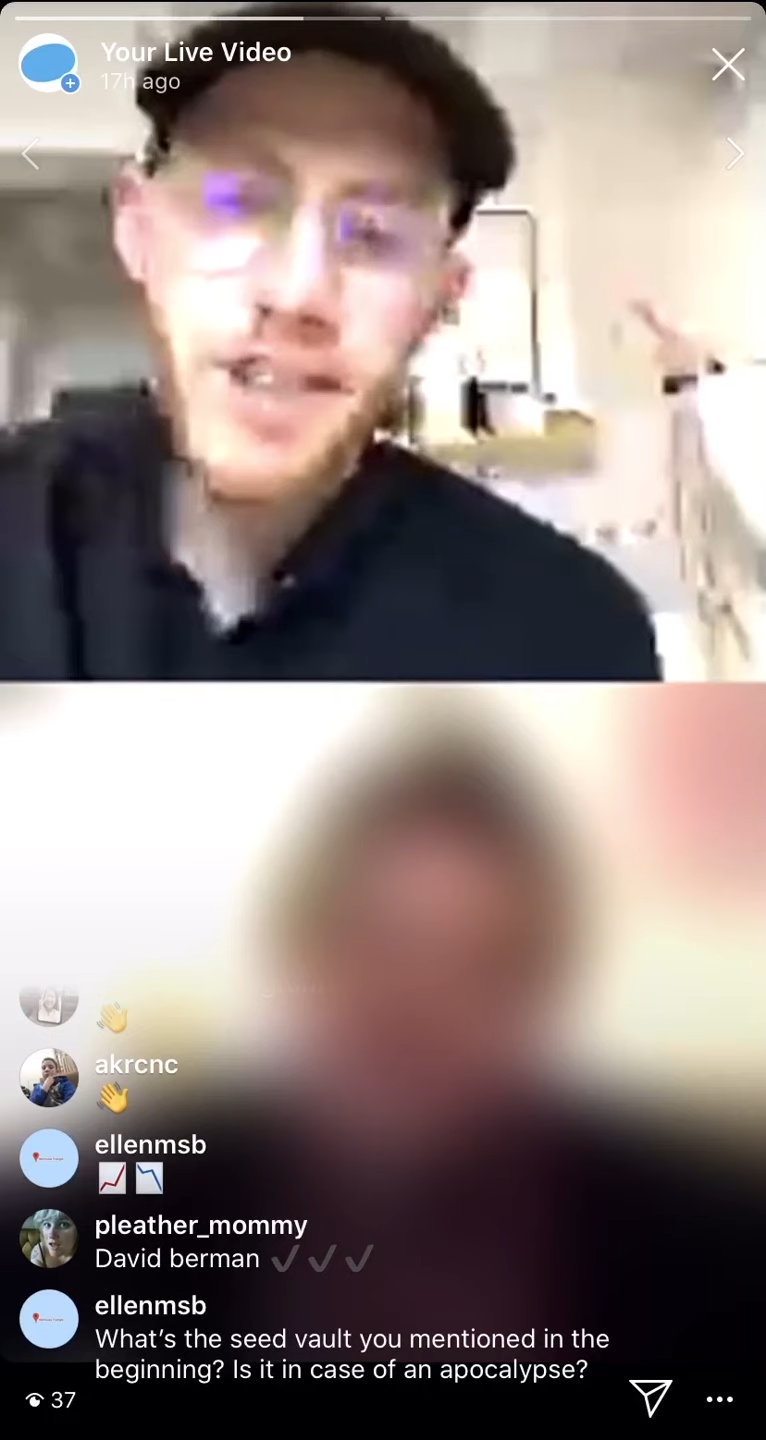 Your Live Video
17h ago
👋
akrcnc
👋
ellenmsb
📈 📉
pleather_mommy
David berman ✔️✔️✔️
ellenmsb
What's the seed vault you mentioned in the
beginning? Is it in case of an apocalypse?
37